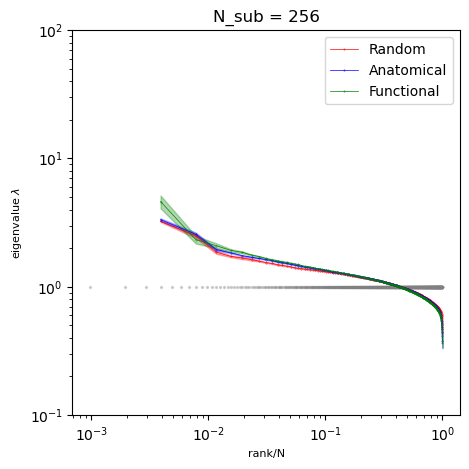 N_sub = 256
Random
Anatomical
Functional
eigenvalue λ
10²
10¹
10⁰
10⁻¹
10⁻³
10⁻²
10⁻¹
10⁰
rank/N